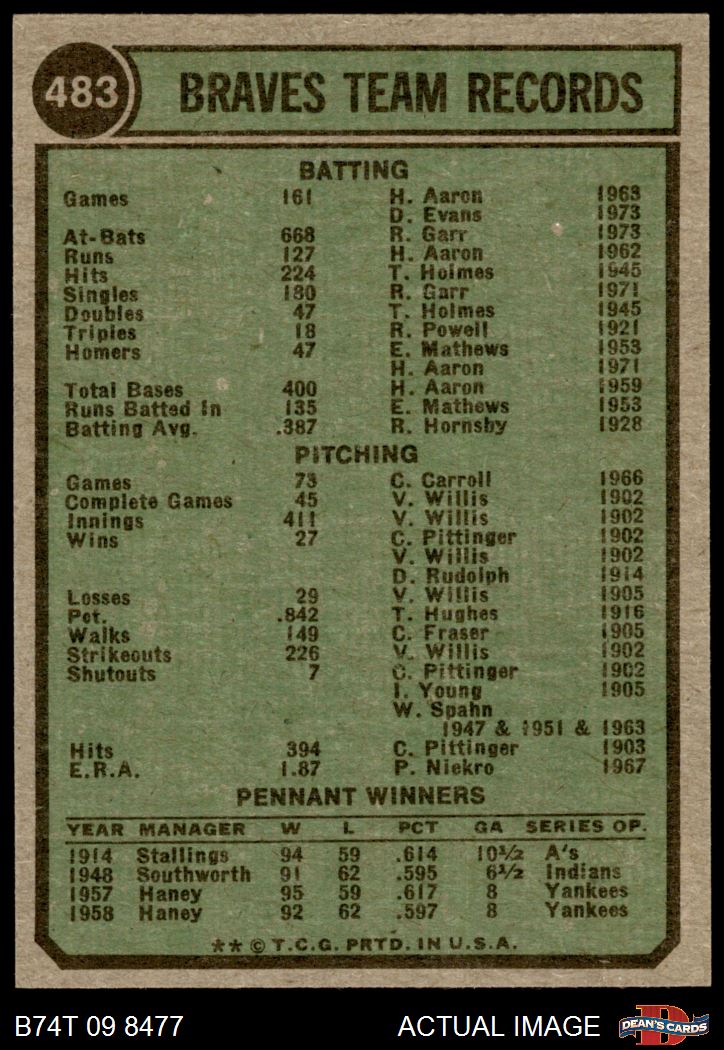 483 BRAVES TEAM RECORDS
BATTING
Games 161 H. Aaron 1963
D. Evans 1973
At-Bats 668 R. Garr 1973
Runs 127 H. Aaron 1962
Hits 224 T. Holmes 1945
Singles 180 R. Garr 1971
Doubles 47 T. Holmes 1945
Triples 18 R. Powell 1921
Homers 47 E. Mathews 1953
H. Aaron 1971
Total Bases 400 H. Aaron 1959
Runs Batted In 135 E. Mathews 1953
Batting Avg. .387 R. Hornsby 1928
PITCHING
Games 73 C. Carroll 1966
Complete Games 45 V. Willis 1902
Innings 411 V. Willis 1902
Wins 27 C. Pittinger 1902
V. Willis 1902
D. Rudolph 1914
Losses 29 V. Willis 1905
Pct. .842 T. Hughes 1916
Walks 149 C. Fraser 1905
Strikeouts 226 V. Willis 1902
Shutouts 7 C. Pittinger 1902
I. Young 1905
W. Spahn
1947 & 1951 & 1963
Hits 394 C. Pittinger 1903
E.R.A. 1.87 P. Niekro 1967
PENNANT WINNERS
YEAR MANAGER W L PCT GA SERIES OP.
1914 Stallings 94 59 .614 10½ A's
1948 Southworth 91 62 .595 6½ Indians
1957 Haney 95 59 .617 8 Yankees
1958 Haney 92 62 .597 8 Yankees
** © T.C.G. PRTD. IN U.S.A.
B74T 09 8477 ACTUAL IMAGE D DEAN'S CARDS